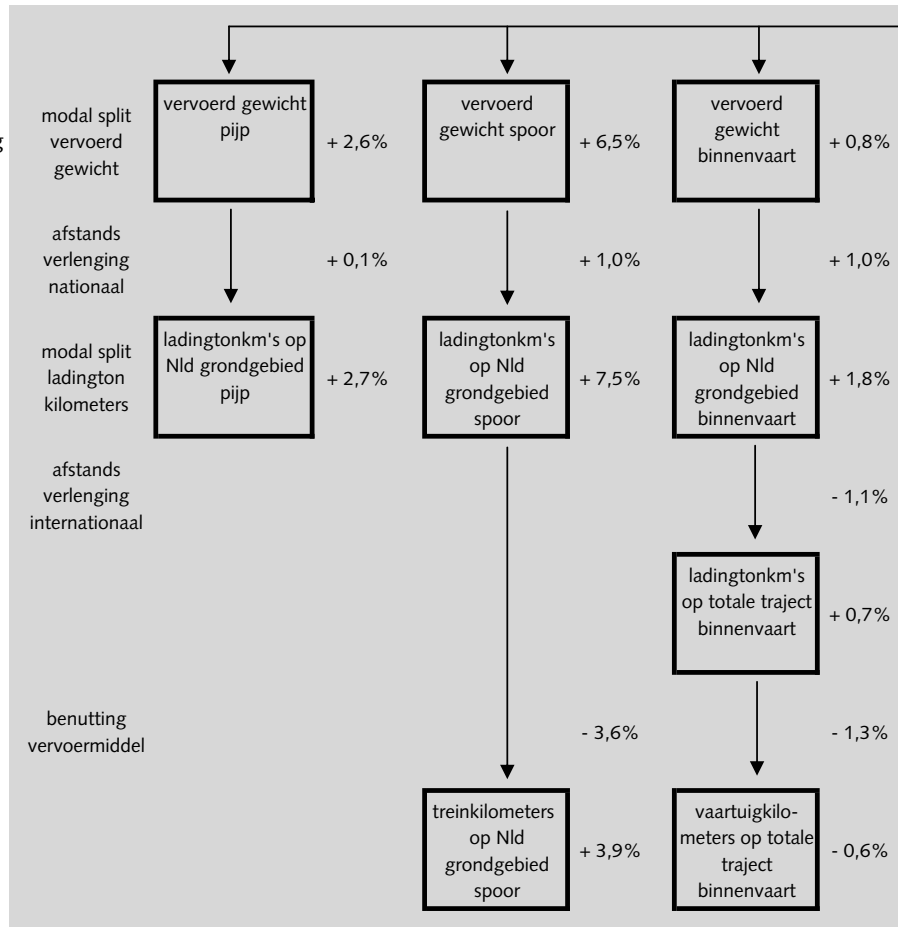 modal split
vervoerd
gewicht
g
vervoerd gewicht
pijp
+ 2,6%
vervoerd
gewicht spoor
+ 6,5%
vervoerd
gewicht
binnenvaart
+ 0,8%
afstands
verlenging
nationaal
+ 0,1%
+ 1,0%
+ 1,0%
modal split
ladington
kilometers
ladingtonkm's op
Nld grondgebied
pijp
+ 2,7%
ladingtonkm's
op Nld
grondgebied
spoor
+ 7,5%
ladingtonkm's
op Nld
grondgebied
binnenvaart
+ 1,8%
afstands
verlenging
internationaal
- 1,1%
ladingtonkm's
op totale traject
binnenvaart
+ 0,7%
benutting
vervoermiddel
- 3,6%
- 1,3%
treinkilometers
op Nld
grondgebied
spoor
+ 3,9%
vaartuigkilo-
meters op totale
traject
binnenvaart
- 0,6%